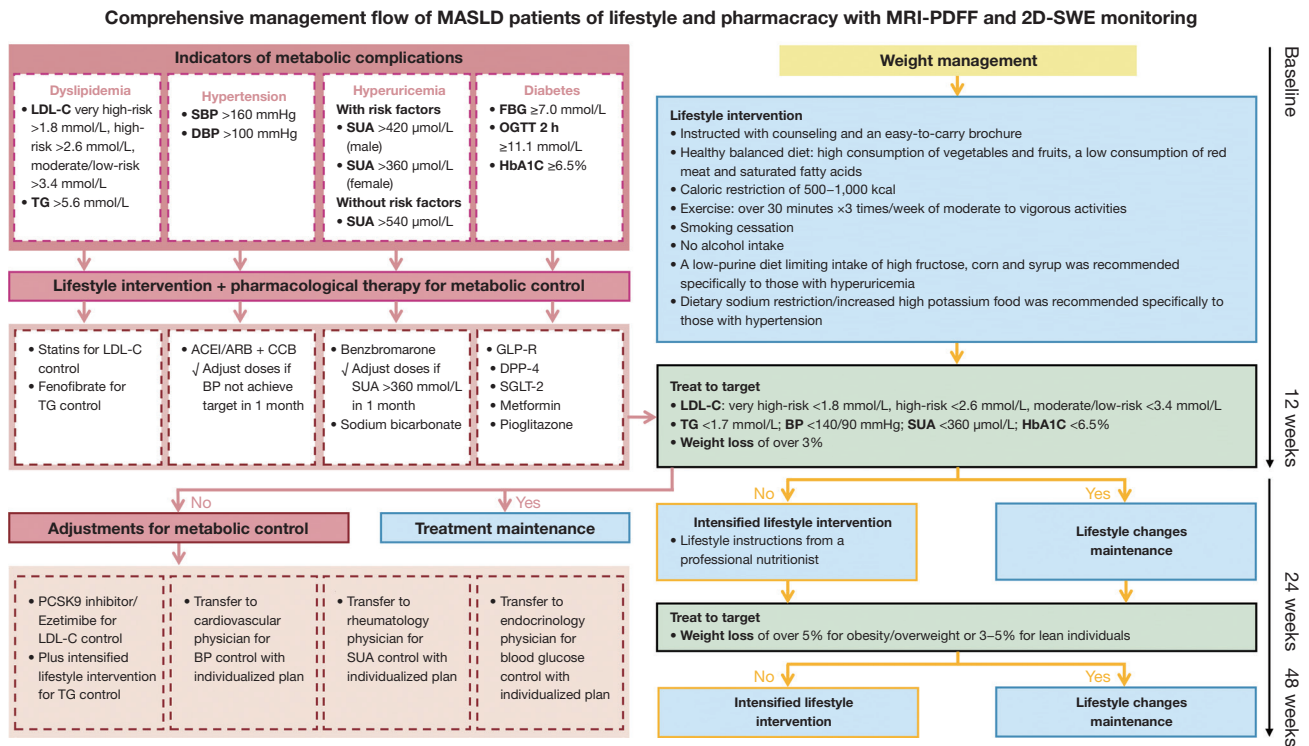 Comprehensive management flow of MASLD patients of lifestyle and pharmacracy with MRI-PDFF and 2D-SWE monitoring
Indicators of metabolic complications
Dyslipidemia
• LDL-C very high-risk
>1.8 mmol/L, high-
risk >2.6 mmol/L,
moderate/low-risk
>3.4 mmol/L
• TG >5.6 mmol/L
Hypertension
• SBP >160 mmHg
• DBP >100 mmHg
Hyperuricemia
With risk factors
• SUA >420 μmol/L
(male)
• SUA >360 μmol/L
(female)
Without risk factors
• SUA >540 μmol/L
Diabetes
• FBG ≥7.0 mmol/L
• OGTT 2 h
≥11.1 mmol/L
• HbA1C ≥6.5%
Lifestyle intervention + pharmacological therapy for metabolic control
• Statins for LDL-C
control
• Fenofibrate for
TG control
• ACEI/ARB + CCB
√ Adjust doses if
BP not achieve
target in 1 month
• Benzbromarone
√ Adjust doses if
SUA >360 mmol/L
in 1 month
• Sodium bicarbonate
• GLP-R
• DPP-4
• SGLT-2
• Metformin
• Pioglitazone
No
Yes
Adjustments for metabolic control
Treatment maintenance
• PCSK9 inhibitor/
Ezetimibe for
LDL-C control
• Plus intensified
lifestyle intervention
for TG control
• Transfer to
cardiovascular
physician for
BP control with
individualized plan
• Transfer to
rheumatology
physician for
SUA control with
individualized plan
• Transfer to
endocrinology
physician for
blood glucose
control with
individualized plan
Weight management
Lifestyle intervention
• Instructed with counseling and an easy-to-carry brochure
• Healthy balanced diet: high consumption of vegetables and fruits, a low consumption of red
meat and saturated fatty acids
• Caloric restriction of 500–1,000 kcal
• Exercise: over 30 minutes ×3 times/week of moderate to vigorous activities
• Smoking cessation
• No alcohol intake
• A low-purine diet limiting intake of high fructose, corn and syrup was recommended
specifically to those with hyperuricemia
• Dietary sodium restriction/increased high potassium food was recommended specifically to
those with hypertension
Treat to target
• LDL-C: very high-risk <1.8 mmol/L, high-risk <2.6 mmol/L, moderate/low-risk <3.4 mmol/L
• TG <1.7 mmol/L; BP <140/90 mmHg; SUA <360 μmol/L; HbA1C <6.5%
• Weight loss of over 3%
No
Yes
Intensified lifestyle intervention
• Lifestyle instructions from a
professional nutritionist
Lifestyle changes
maintenance
Treat to target
• Weight loss of over 5% for obesity/overweight or 3–5% for lean individuals
No
Yes
Intensified lifestyle
intervention
Lifestyle changes
maintenance
Baseline
12 weeks
24 weeks
48 weeks